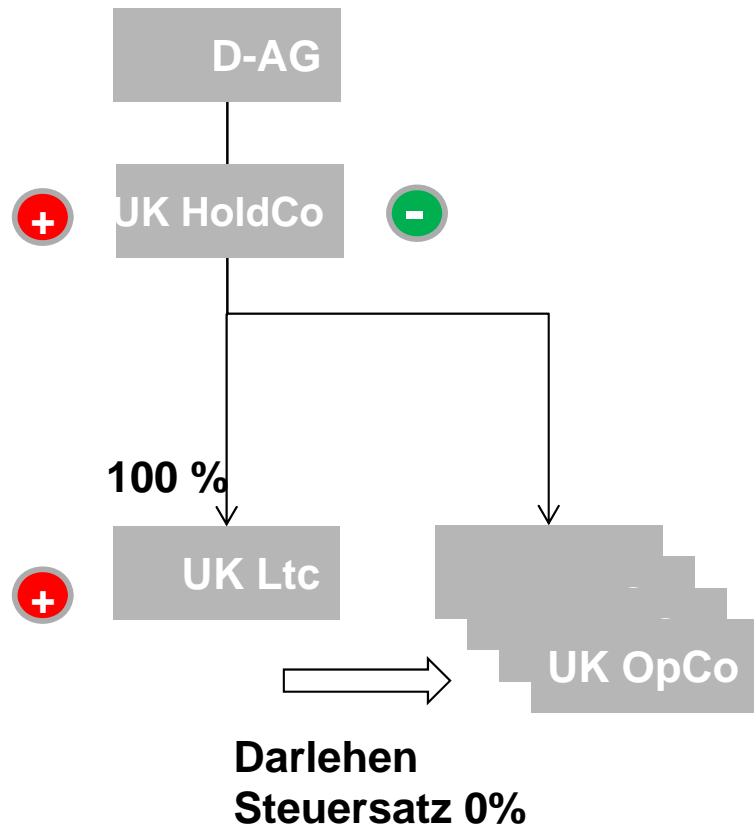 D-AG
+
UK HoldCo
-
100 %
+
UK Ltc
UK OpCo
Darlehen
Steuersatz 0%